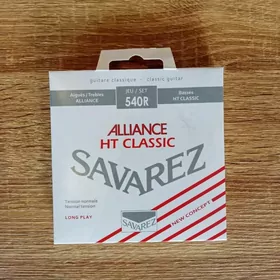 guitare classique - classic guitar
Aigües/Trebles
ALLIANCE
JEU / SET
540R
Basses
HT CLASSIC
ALLIANCE
HT CLASSIC
SAVAREZ
Tension normale
Normal tension
LONG PLAY
SAVAREZ
NEW CONCEPT